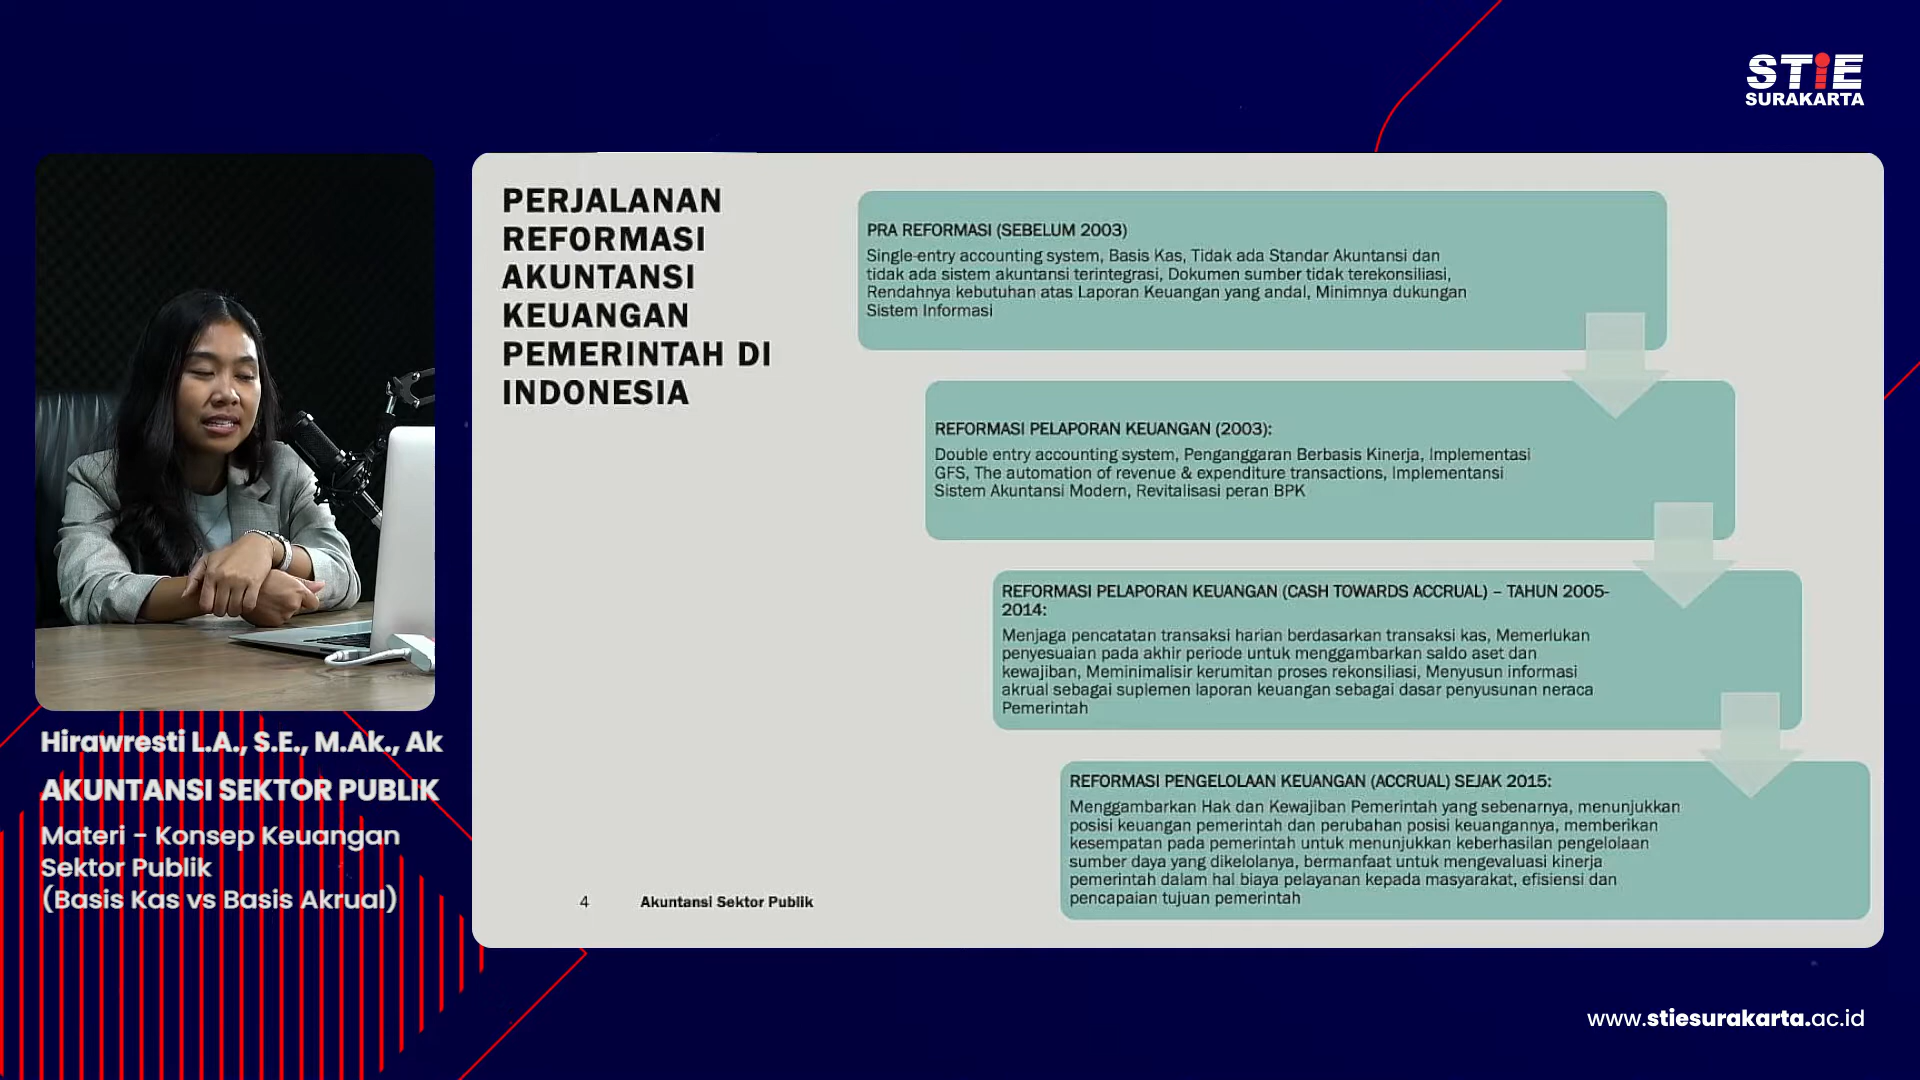 STiE
SURAKARTA
PERJALANAN
REFORMASI
AKUNTANSI
KEUANGAN
PEMERINTAH DI
INDONESIA
PRA REFORMASI (SEBELUM 2003)
Single-entry accounting system, Basis Kas, Tidak ada Standar Akuntansi dan
tidak ada sistem akuntansi terintegrasi, Dokumen sumber tidak terekonsiliasi,
Rendahnya kebutuhan atas Laporan Keuangan yang andal, Minimnya dukungan
Sistem Informasi
REFORMASI PELAPORAN KEUANGAN (2003):
Double entry accounting system, Penganggaran Berbasis Kinerja, Implementasi
GFS, The automation of revenue & expenditure transactions, Implementansi
Sistem Akuntansi Modern, Revitalisasi peran BPK
REFORMASI PELAPORAN KEUANGAN (CASH TOWARDS ACCRUAL) – TAHUN 2005-
2014:
Menjaga pencatatan transaksi harian berdasarkan transaksi kas, Memerlukan
penyesuaian pada akhir periode untuk menggambarkan saldo aset dan
kewajiban, Meminimalisir kerumitan proses rekonsiliasi, Menyusun informasi
akrual sebagai suplemen laporan keuangan sebagai dasar penyusunan neraca
Pemerintah
REFORMASI PENGELOLAAN KEUANGAN (ACCRUAL) SEJAK 2015:
Menggambarkan Hak dan Kewajiban Pemerintah yang sebenarnya, menunjukkan
posisi keuangan pemerintah dan perubahan posisi keuangannya, memberikan
kesempatan pada pemerintah untuk menunjukkan keberhasilan pengelolaan
sumber daya yang dikelolanya, bermanfaat untuk mengevaluasi kinerja
pemerintah dalam hal biaya pelayanan kepada masyarakat, efisiensi dan
pencapaian tujuan pemerintah
4 Akuntansi Sektor Publik
Hirawresti L.A., S.E., M.Ak., Ak
AKUNTANSI SEKTOR PUBLIK
Materi - Konsep Keuangan
Sektor Publik
(Basis Kas vs Basis Akrual)
www.stiesurakarta.ac.id